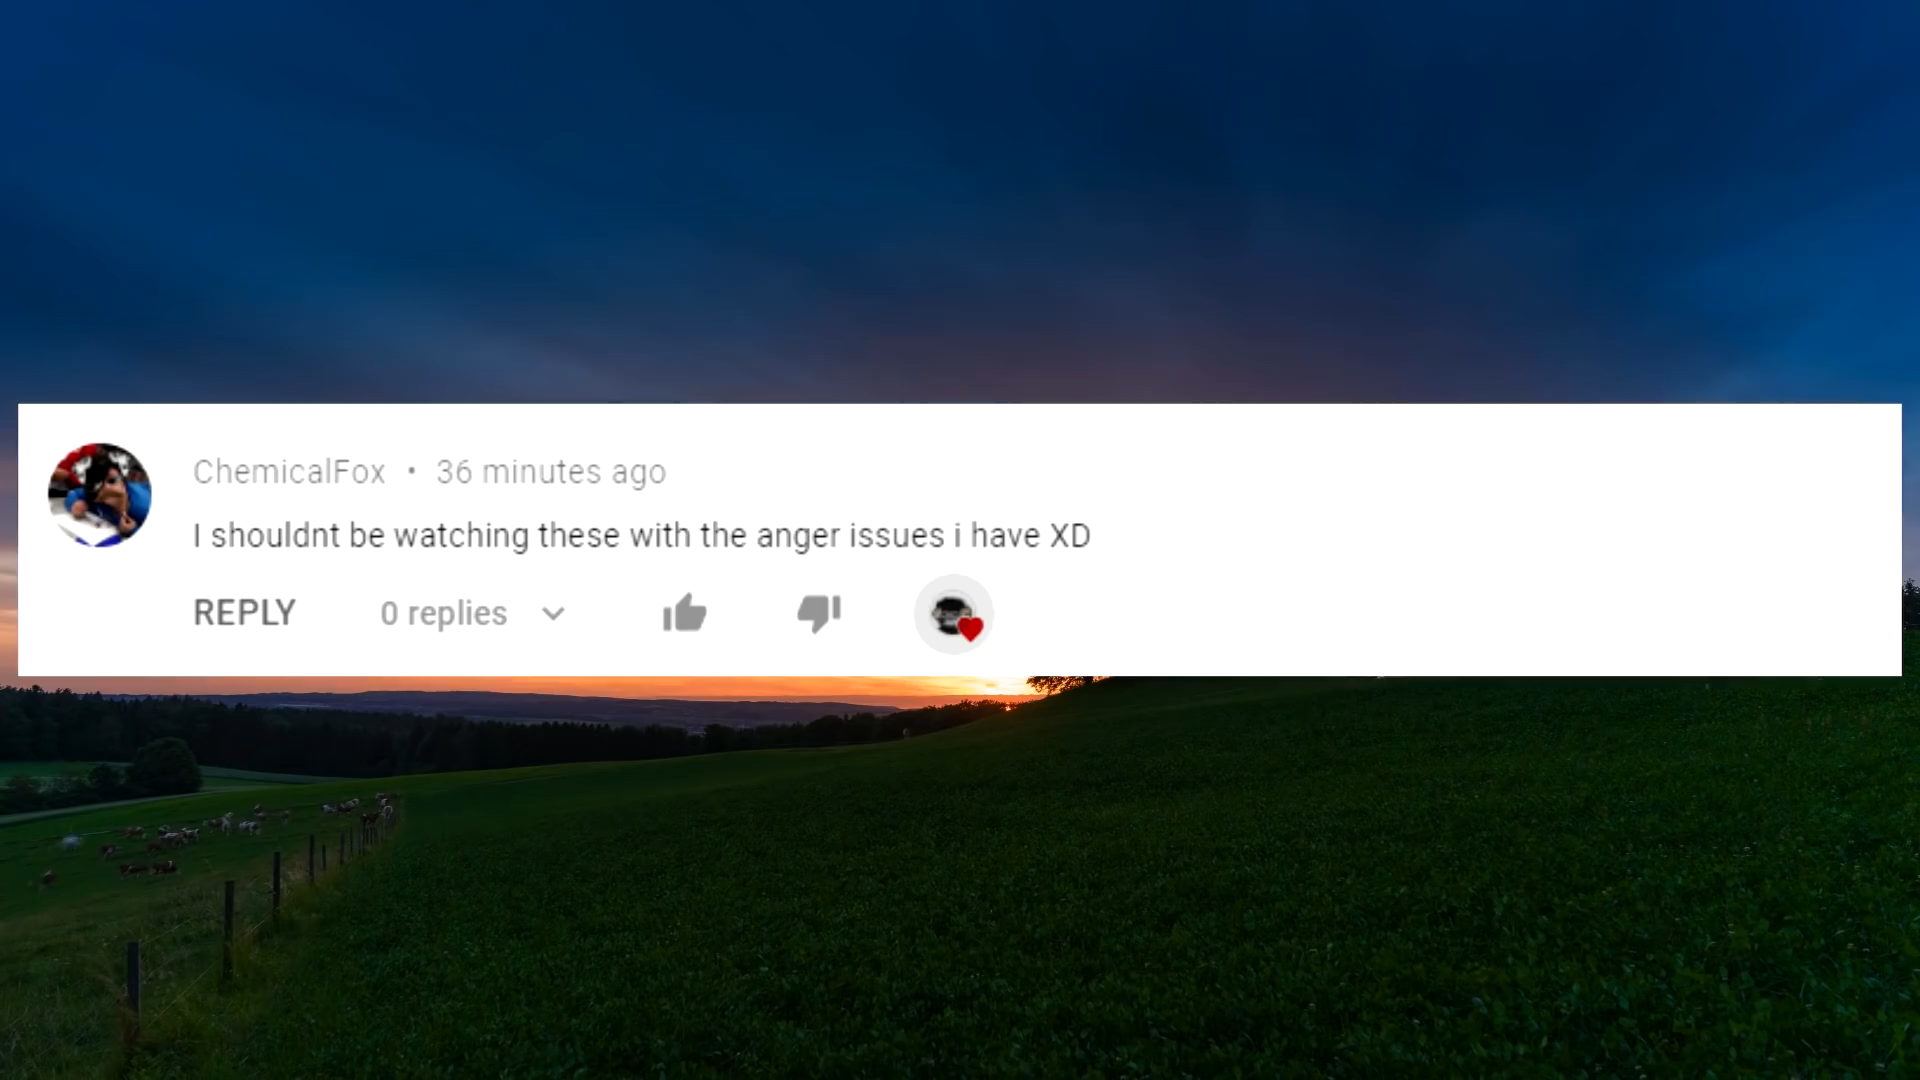 ChemicalFox • 36 minutes ago
I shouldnt be watching these with the anger issues i have XD
REPLY 0 replies